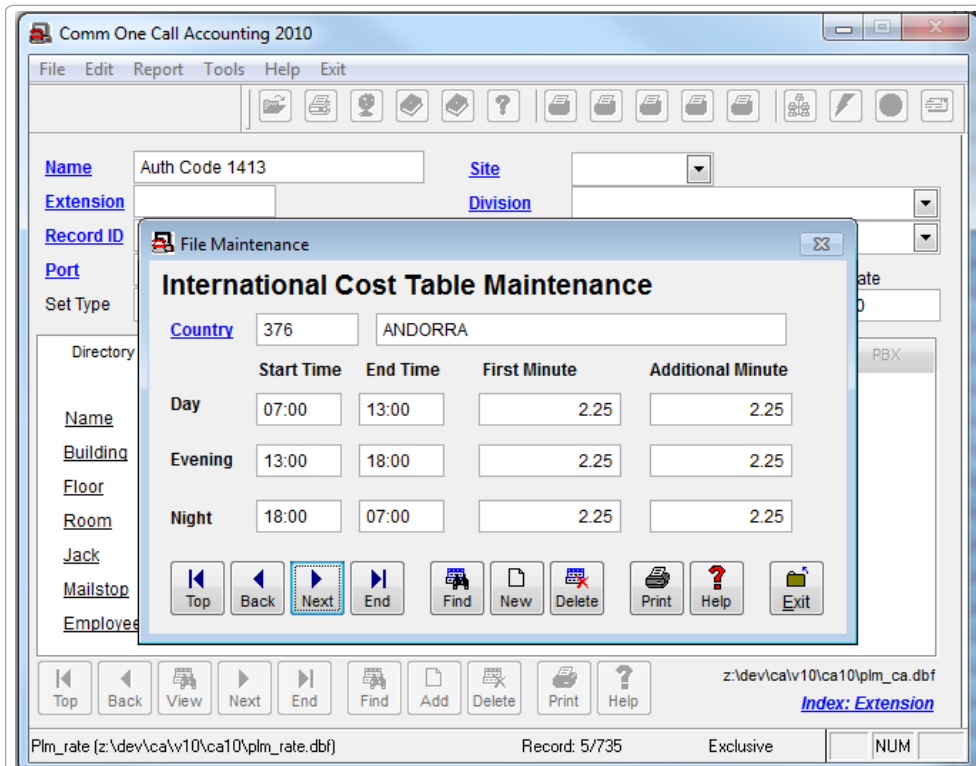 Comm One Call Accounting 2010
File Edit Report Tools Help Exit
Name Auth Code 1413 Site
Extension Division
Record ID
Port ate
Set Type 0
File Maintenance
International Cost Table Maintenance
Country 376 ANDORRA
Start Time End Time First Minute Additional Minute
Day 07:00 13:00 2.25 2.25
Evening 13:00 18:00 2.25 2.25
Night 18:00 07:00 2.25 2.25
Top Back Next End Find New Delete Print Help Exit
Directory PBX
Name
Building
Floor
Room
Jack
Mailstop
Employee
Top Back View Next End Find Add Delete Print Help
z:\dev\ca\v10\ca10\plm_ca.dbf
Index: Extension
Plm_rate (z:\dev\ca\v10\ca10\plm_rate.dbf) Record: 5/735 Exclusive NUM